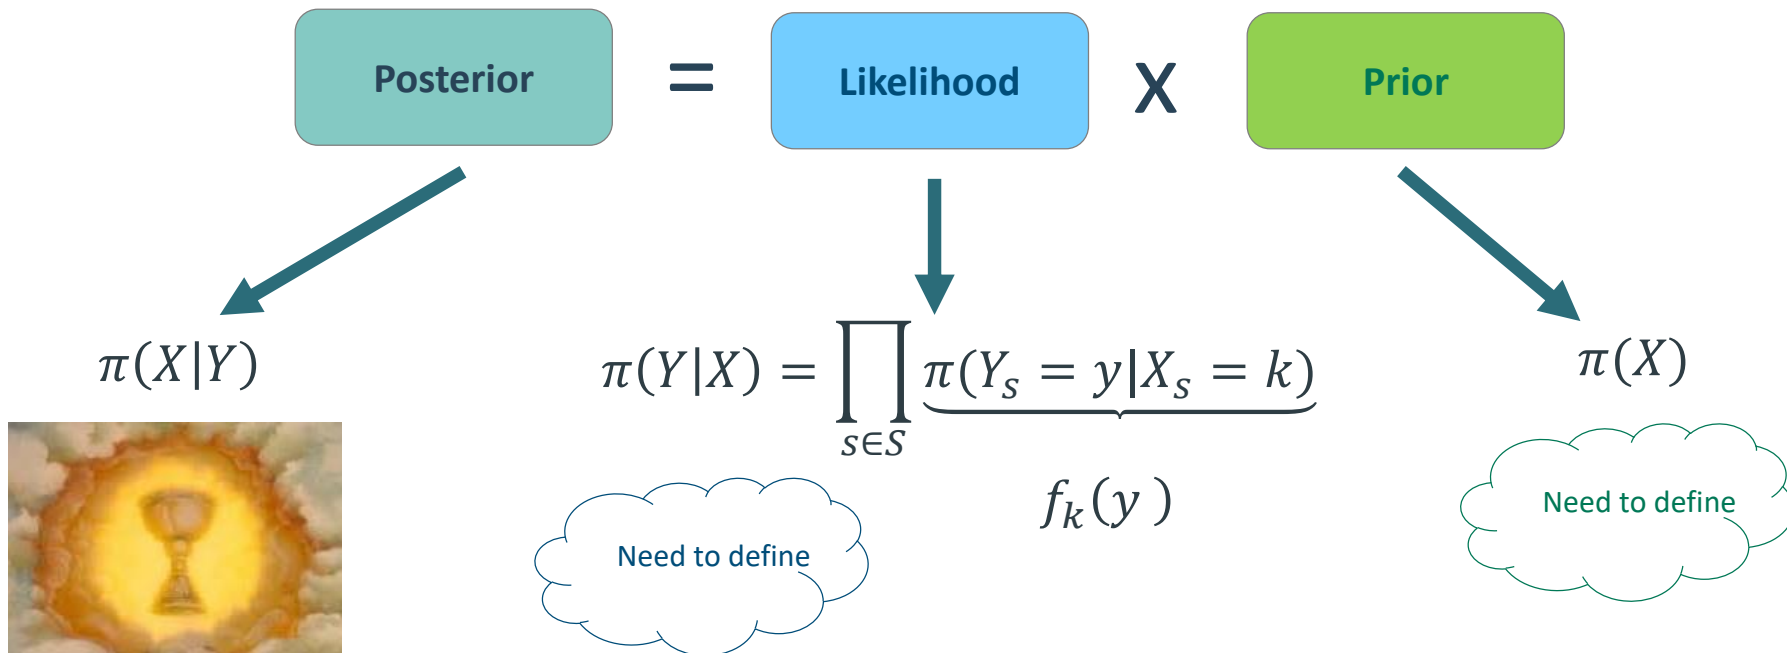 Posterior = Likelihood x Prior
π(X|Y)
π(Y|X) = ∏_{s∈S} π(Y_s = y|X_s = k)
π(X)
f_k(y )
Need to define
Need to define